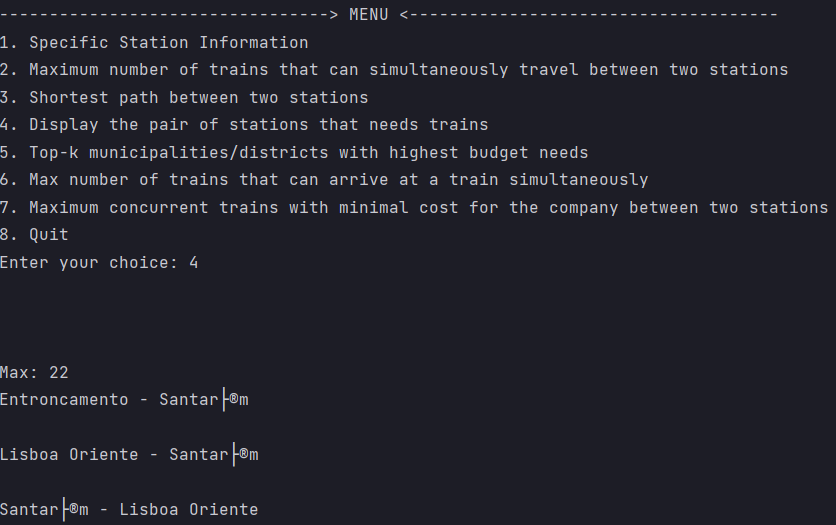 ---------------------------------> MENU <-------------------------------------
1. Specific Station Information
2. Maximum number of trains that can simultaneously travel between two stations
3. Shortest path between two stations
4. Display the pair of stations that needs trains
5. Top-k municipalities/districts with highest budget needs
6. Max number of trains that can arrive at a train simultaneously
7. Maximum concurrent trains with minimal cost for the company between two stations
8. Quit
Enter your choice: 4
Max: 22
Entroncamento - Santar├®m
Lisboa Oriente - Santar├®m
Santar├®m - Lisboa Oriente